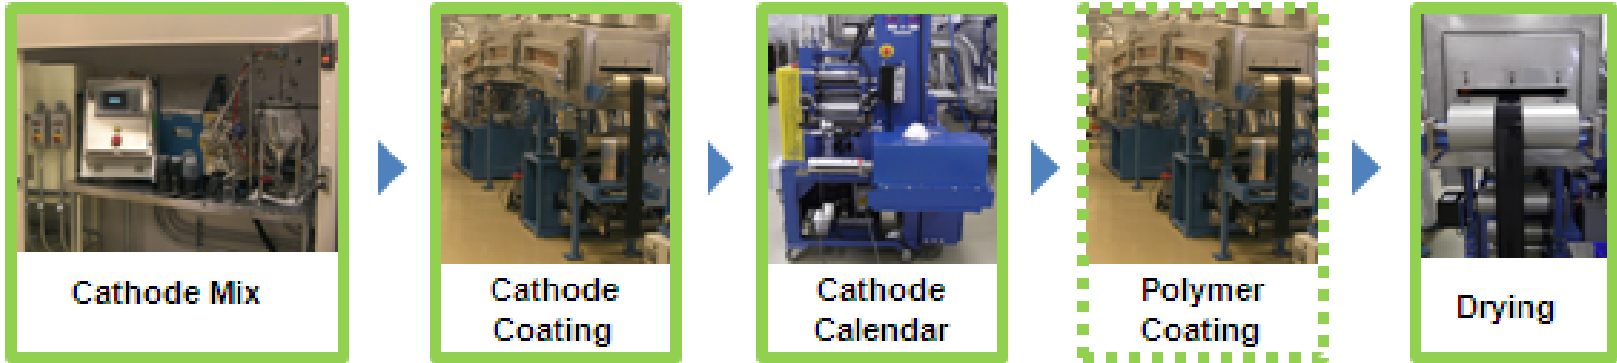 Cathode Mix
Cathode
Coating
Cathode
Calendar
Polymer
Coating
Drying